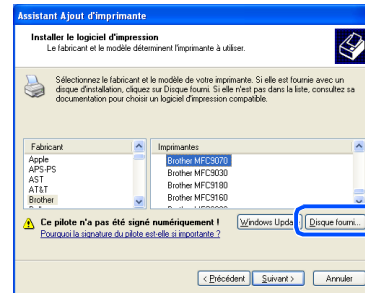 Assistant Ajout d'imprimante
Installer le logiciel d'impression
Le fabricant et le modèle déterminent l'imprimante à utiliser.
Sélectionnez le fabricant et le modèle de votre imprimante. Si elle est fournie avec un
disque d'installation, cliquez sur Disque fourni. Si elle n'est pas dans la liste, consultez sa
documentation pour choisir un logiciel d'impression compatible.
Fabricant
Apple
APS-PS
AST
AT&T
Brother
Imprimantes
Brother MFC9070
Brother MFC9030
Brother MFC9180
Brother MFC9160
Ce pilote n'a pas été signé numériquement !
Pourquoi la signature du pilote est-elle si importante ?
Windows Upda
Disque fourni...
< Précédent
Suivant >
Annuler